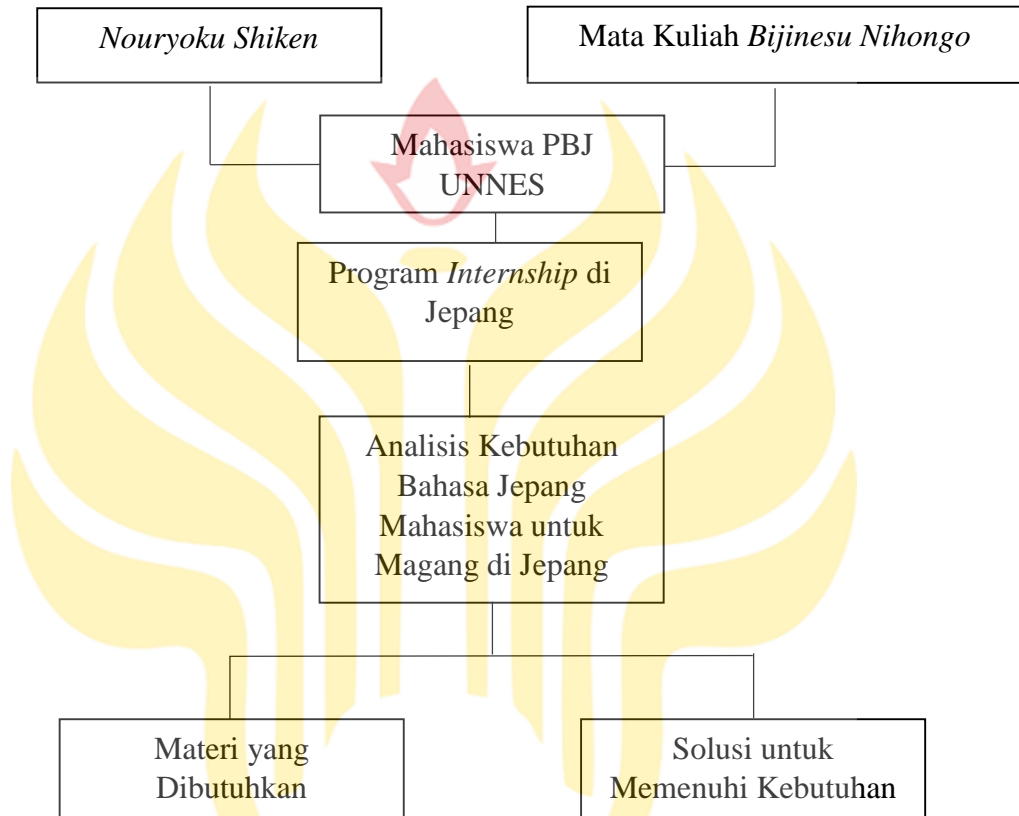 Nouryoku Shiken
Mata Kuliah Bijinesu Nihongo
Mahasiswa PBJ
UNNES
Program Internship di
Jepang
Analisis Kebutuhan
Bahasa Jepang
Mahasiswa untuk
Magang di Jepang
Materi yang
Dibutuhkan
Solusi untuk
Memenuhi Kebutuhan